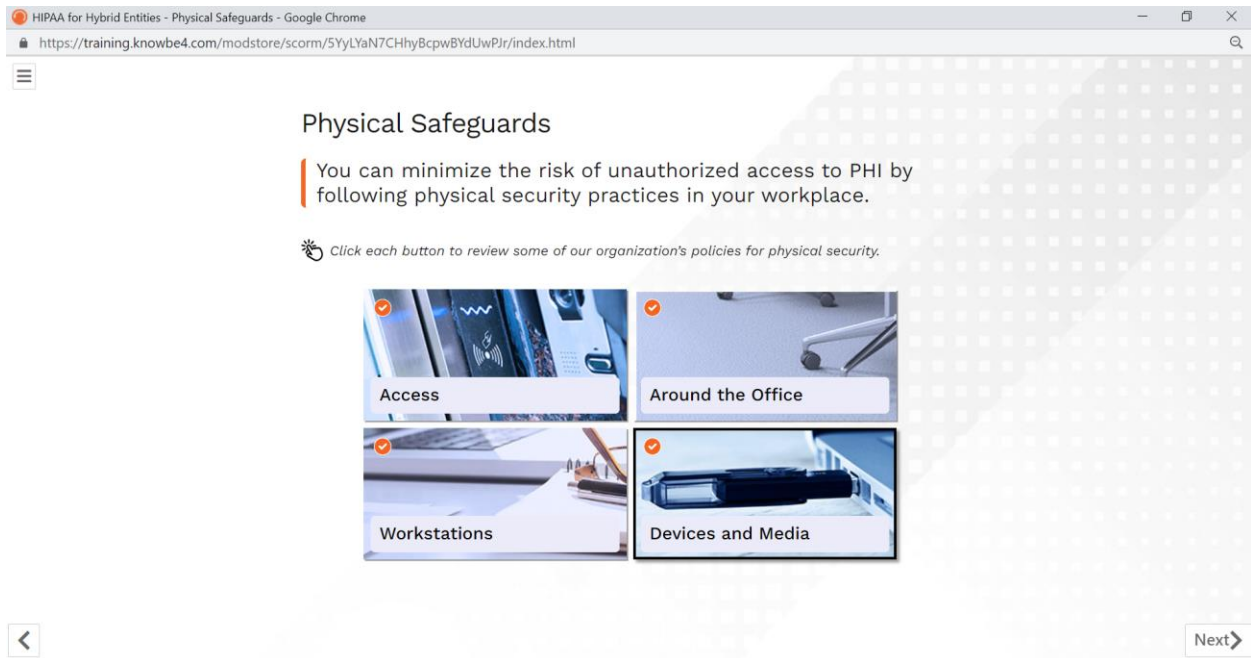 HIPAA for Hybrid Entities - Physical Safeguards - Google Chrome
https://training.knowbe4.com/modstore/scorm/5YyLYaN7CHhyBcpwBYdUwPJr/index.html
Physical Safeguards
You can minimize the risk of unauthorized access to PHI by
following physical security practices in your workplace.
Click each button to review some of our organization's policies for physical security.
Access
Around the Office
Workstations
Devices and Media
Next